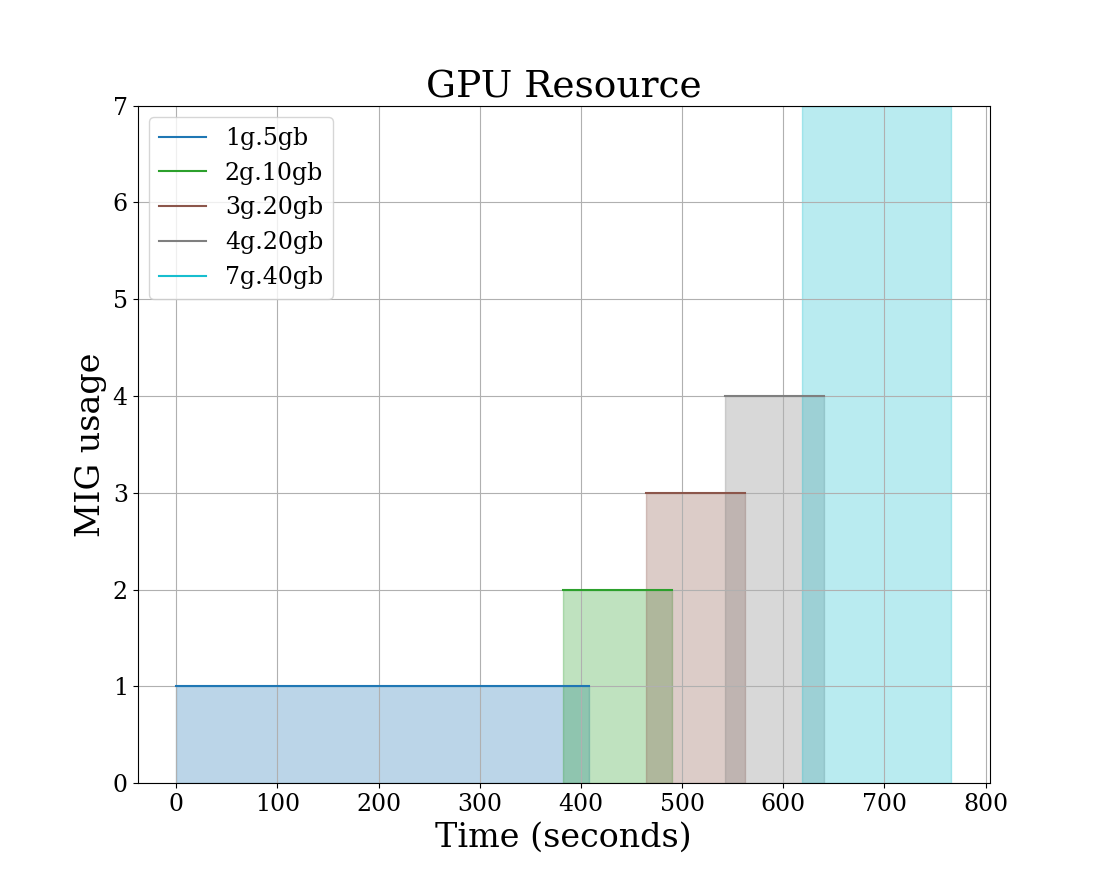 GPU Resource
7
6
5
4
3
2
1
0
MIG usage
1g.5gb
2g.10gb
3g.20gb
4g.20gb
7g.40gb
0 100 200 300 400 500 600 700 800
Time (seconds)